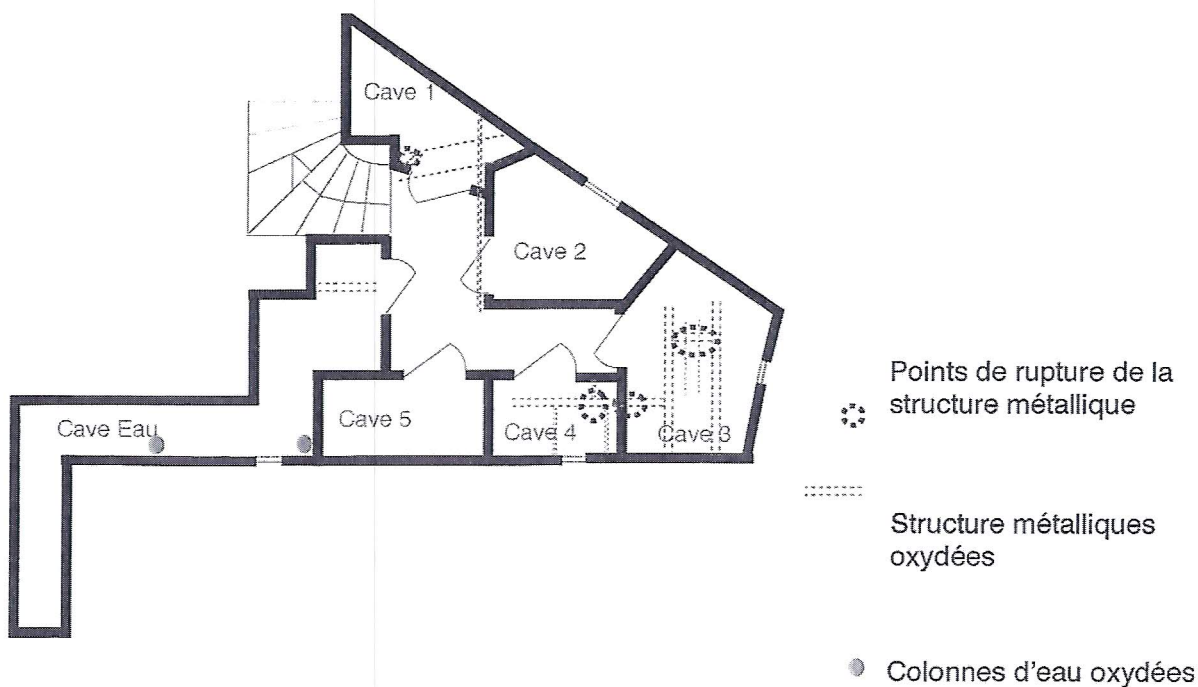 Cave 1
Cave 2
Cave Eau
Cave 5
Cave 4
Cave 3
Points de rupture de la
structure métallique
Structure métalliques
oxydées
Colonnes d'eau oxydées